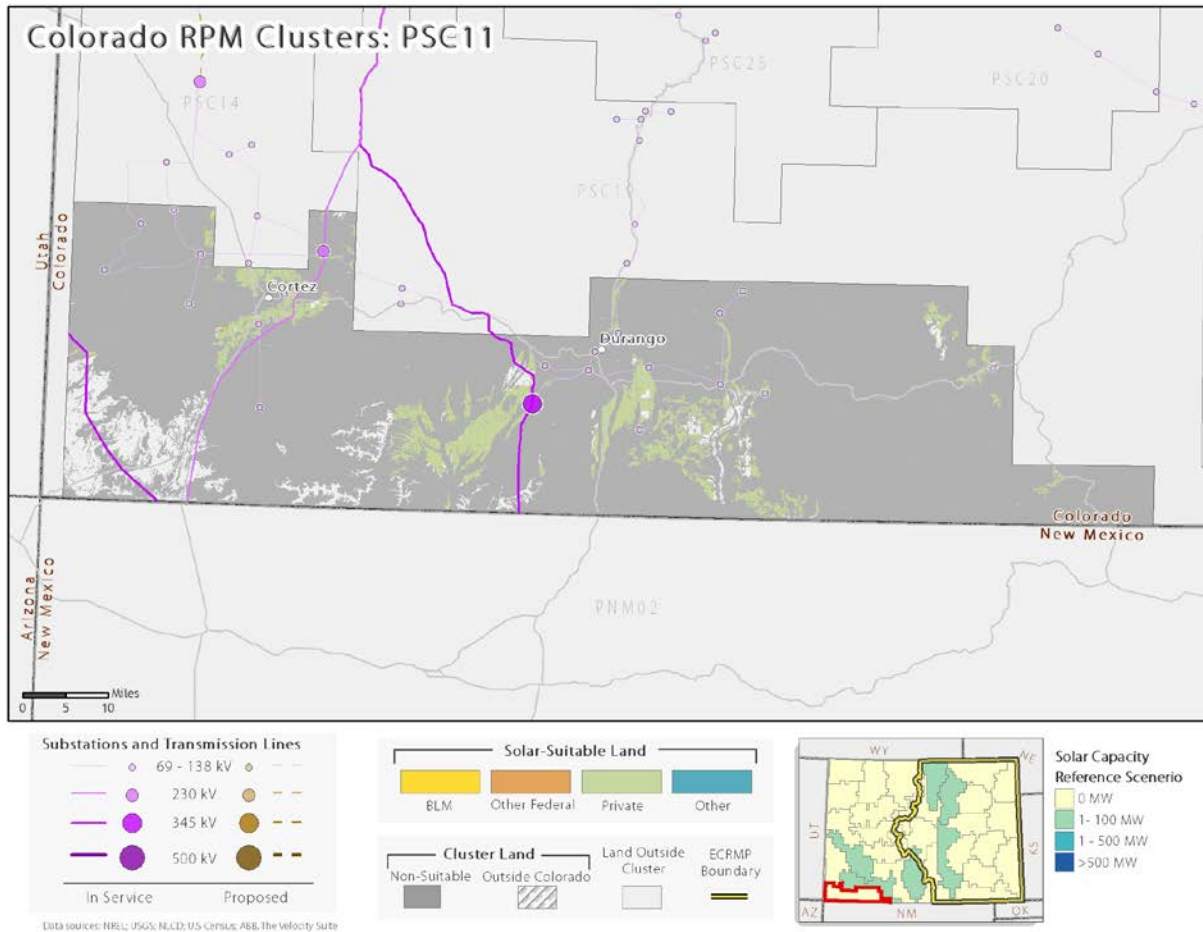 Colorado RPM Clusters: PSC11
PSC14
PSC25
PSC20
PSC19
Utah
Colorado
Cortez
Durango
Colorado
New Mexico
Arizona
New Mexico
PNM02
Miles
0 5 10
Substations and Transmission Lines
69 - 138 kV
230 kV
345 kV
500 kV
In Service Proposed
Solar-Suitable Land
BLM Other Federal Private Other
Cluster Land
Non-Suitable Outside Colorado
Land Outside
Cluster
ECRMP
Boundary
WY
NE
UT
KS
AZ NM OK
Solar Capacity
Reference Scenerio
0 MW
1- 100 MW
1 - 500 MW
>500 MW
Data sources: NREL; USGS; NLCD; U.S Census; ABB, The Velocity Suite